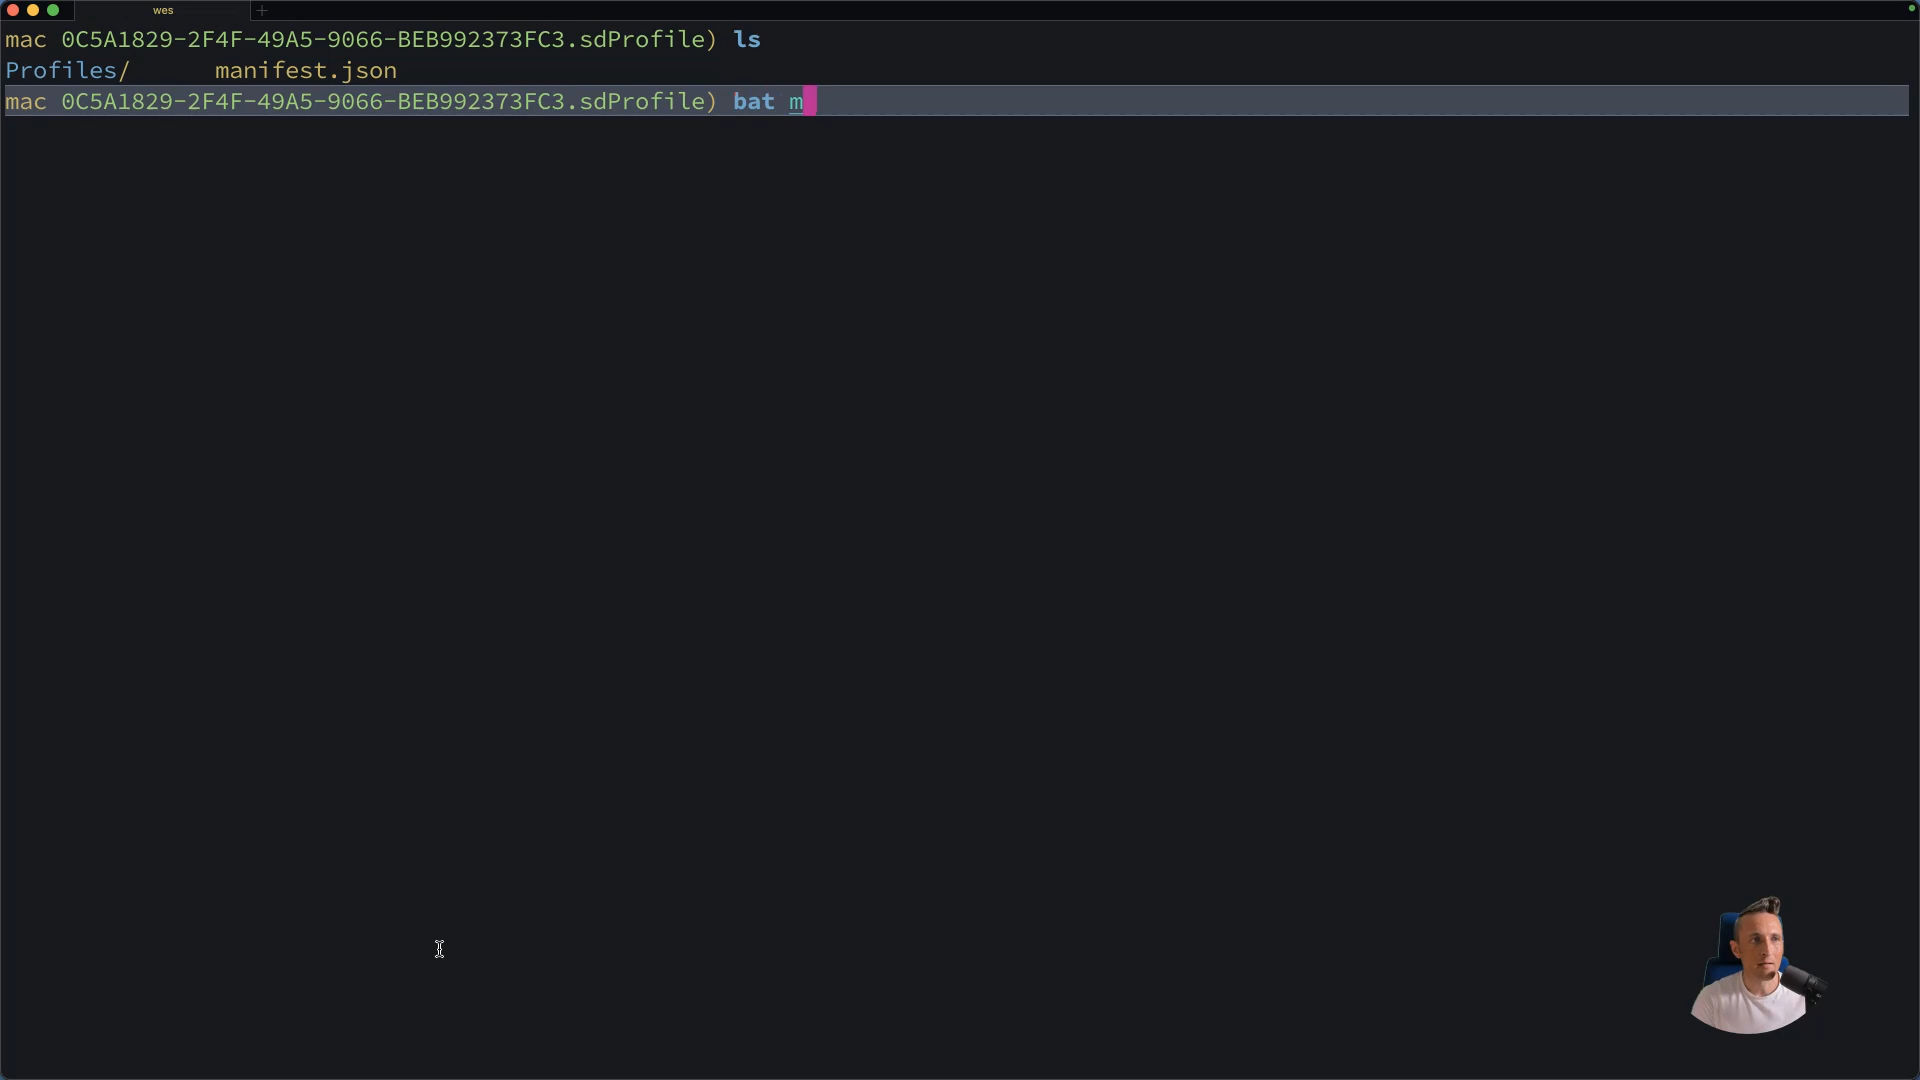 wes
mac 0C5A1829-2F4F-49A5-9066-BEB992373FC3.sdProfile) ls
Profiles/ manifest.json
mac 0C5A1829-2F4F-49A5-9066-BEB992373FC3.sdProfile) bat m